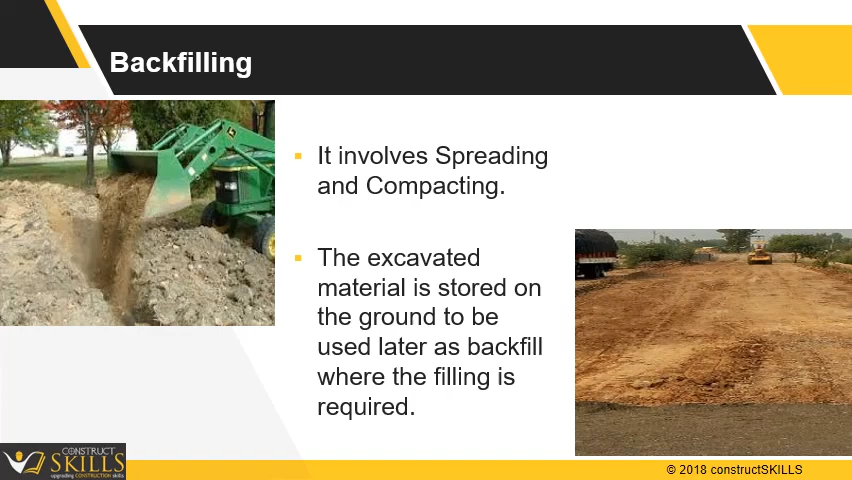 Backfilling
It involves Spreading
and Compacting.
The excavated
material is stored on
the ground to be
used later as backfill
where the filling is
required.
CONSTRUCT
SKILLS
upgrading CONSTRUCTION skills
© 2018 constructSKILLS